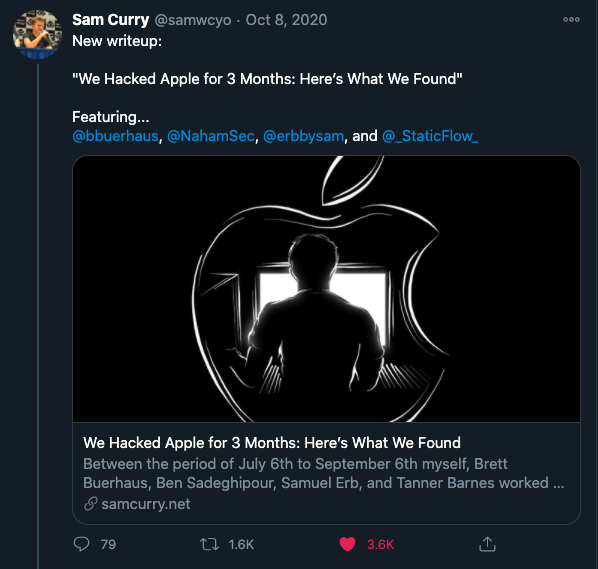 Sam Curry @samwcyo · Oct 8, 2020
New writeup:
"We Hacked Apple for 3 Months: Here’s What We Found"
Featuring...
@bbuerhaus, @NahamSec, @erbbysam, and @_StaticFlow_
We Hacked Apple for 3 Months: Here’s What We Found
Between the period of July 6th to September 6th myself, Brett
Buerhaus, Ben Sadeghipour, Samuel Erb, and Tanner Barnes worked ...
samcurry.net
79 1.6K 3.6K